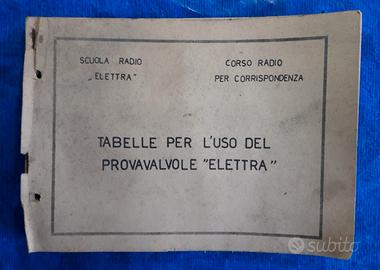 SCUOLA RADIO
„ELETTRA"
CORSO RADIO
PER CORRISPONDENZA
TABELLE PER L'USO DEL
PROVAVALVOLE "ELETTRA"
subito